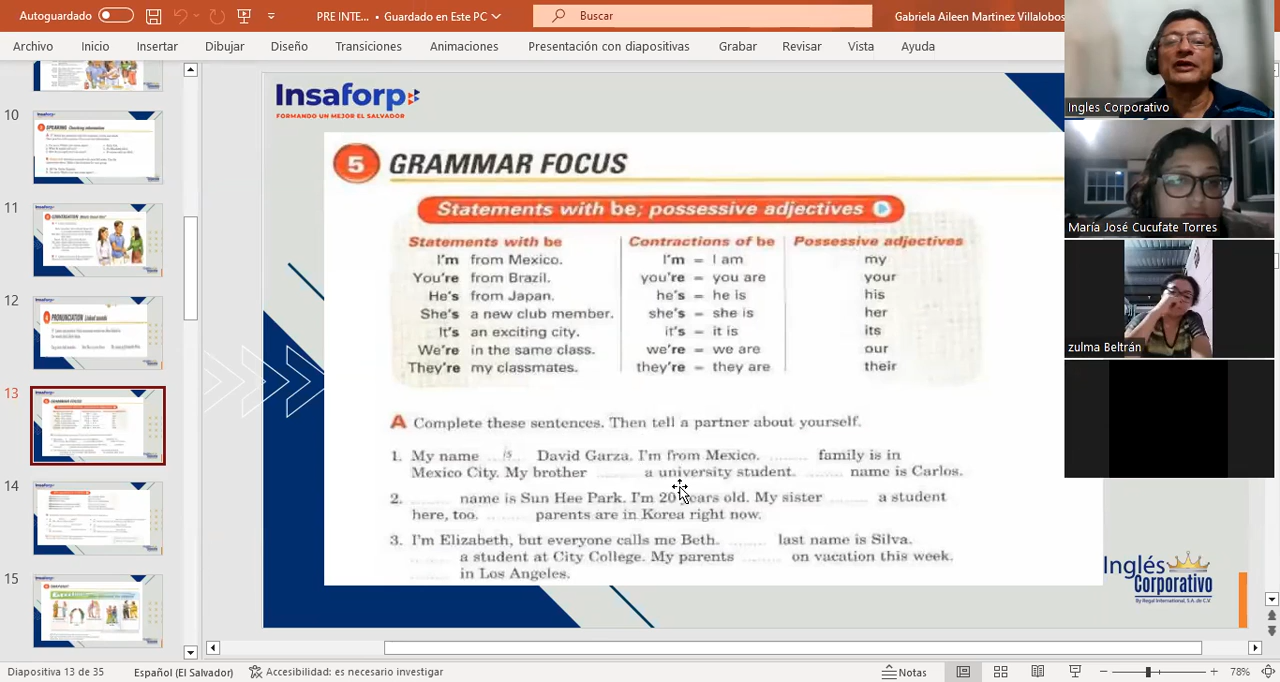 Autoguardado
PRE INTE... • Guardado en Este PC
Buscar
Gabriela Aileen Martinez Villalobos
Archivo Inicio Insertar Dibujar Diseño Transiciones Animaciones Presentación con diapositivas Grabar Revisar Vista Ayuda
10
11
12
13
14
15
Insaforp
FORMANDO UN MEJOR EL SALVADOR
5 GRAMMAR FOCUS
Statements with be; possessive adjectives
Statements with be Contractions of be Possessive adjectives
I'm from Mexico. I'm = I am my
You're from Brazil. you're = you are your
He's from Japan. he's = he is his
She's a new club member. she's = she is her
It's an exciting city. it's = it is its
We're in the same class. we're = we are our
They're my classmates. they're = they are their
A Complete these sentences. Then tell a partner about yourself.
1. My name David Garza. I'm from Mexico. family is in
Mexico City. My brother a university student. name is Carlos.
2. name is Sun Hee Park. I'm 20 years old. My sister a student
here, too. parents are in Korea right now.
3. I'm Elizabeth, but everyone calls me Beth. last name is Silva.
a student at City College. My parents on vacation this week.
in Los Angeles.
Inglés
Corporativo
By Regal International, S.A. de C.V.
Ingles Corporativo
María José Cucufate Torres
zulma Beltrán
Diapositiva 13 de 35 Español (El Salvador) Accesibilidad: es necesario investigar Notas 78%